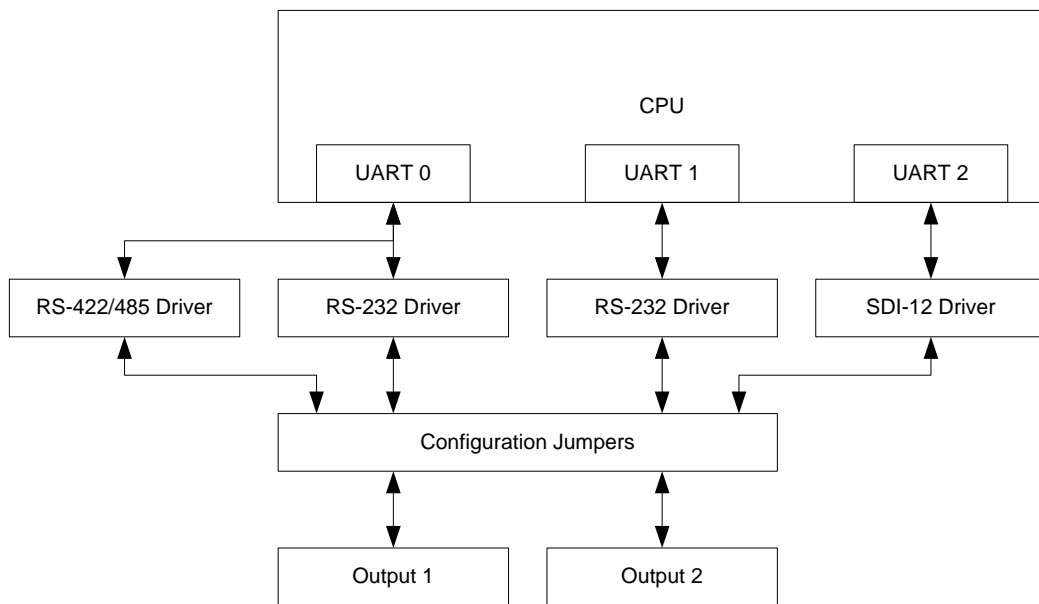 CPU
UART 0
UART 1
UART 2
RS-422/485 Driver
RS-232 Driver
RS-232 Driver
SDI-12 Driver
Configuration Jumpers
Output 1
Output 2